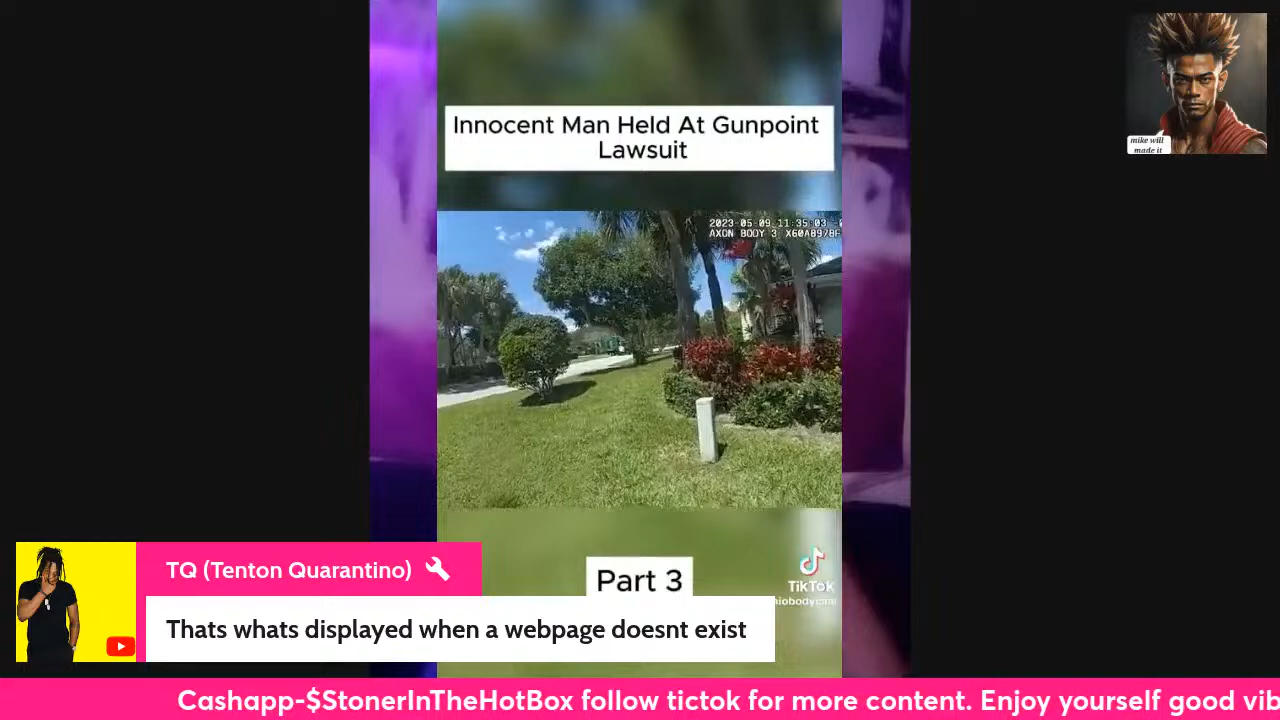 Innocent Man Held At Gunpoint
Lawsuit
mike will
made it
2023-05-09 11:35:03
AXON BODY 3 X60A8978F
TQ (Tenton Quarantino)
Thats whats displayed when a webpage doesnt exist
Part 3
TikTok
Cashapp-$StonerInTheHotBox follow tictok for more content. Enjoy yourself good vib